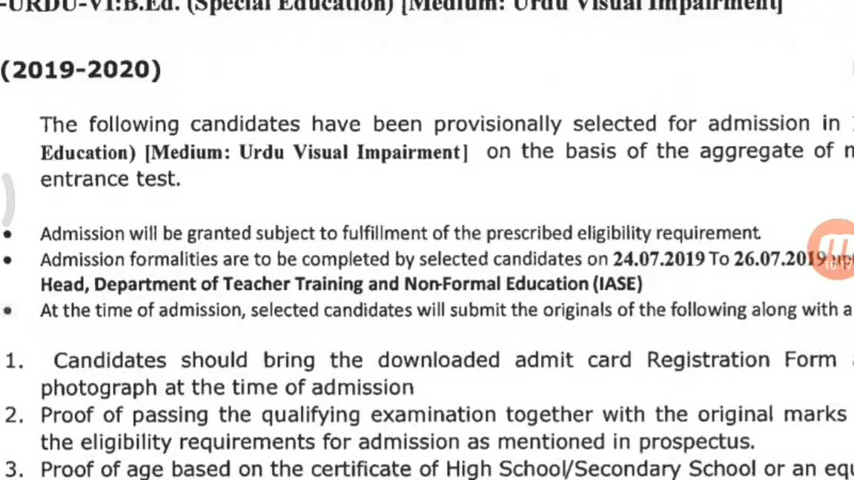 -URDU-VI:B.Ed. (Special Education) [Medium: Urdu Visual Impairment]
(2019-2020)
The following candidates have been provisionally selected for admission in
Education) [Medium: Urdu Visual Impairment] on the basis of the aggregate of
entrance test.
• Admission will be granted subject to fulfillment of the prescribed eligibility requirement.
• Admission formalities are to be completed by selected candidates on 24.07.2019 To 26.07.2019
Head, Department of Teacher Training and Non-Formal Education (IASE)
• At the time of admission, selected candidates will submit the originals of the following along with a
1. Candidates should bring the downloaded admit card Registration Form
photograph at the time of admission
2. Proof of passing the qualifying examination together with the original marks
the eligibility requirements for admission as mentioned in prospectus.
3. Proof of age based on the certificate of High School/Secondary School or an